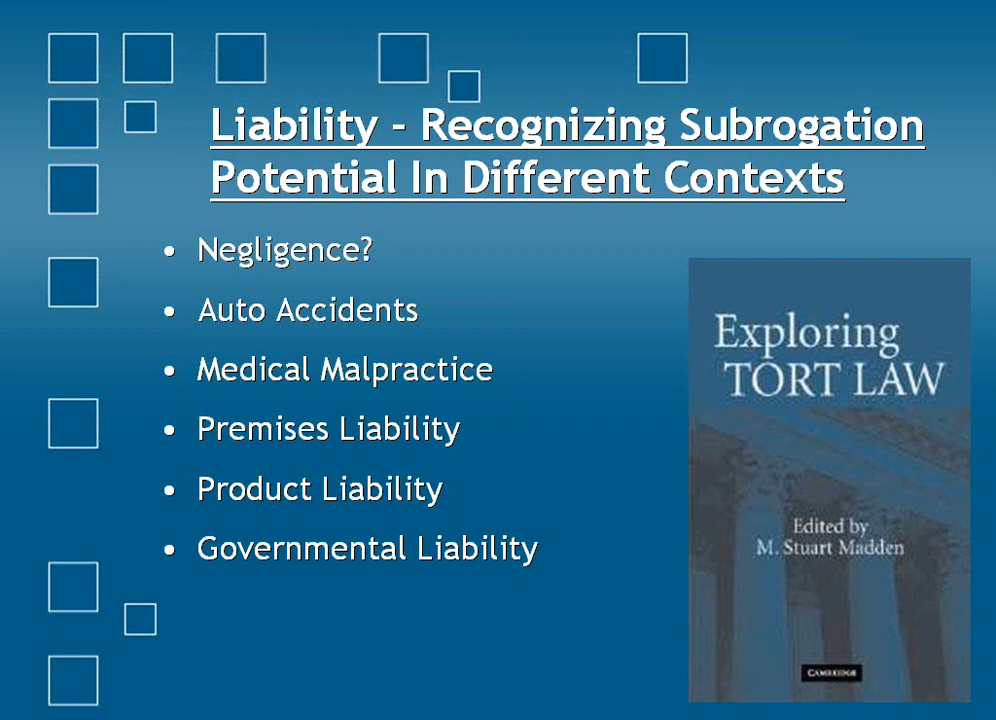 Liability - Recognizing Subrogation
Potential In Different Contexts
• Negligence?
• Auto Accidents
• Medical Malpractice
• Premises Liability
• Product Liability
• Governmental Liability
Exploring
TORT LAW
Edited by
M. Stuart Madden
CAMBRIDGE